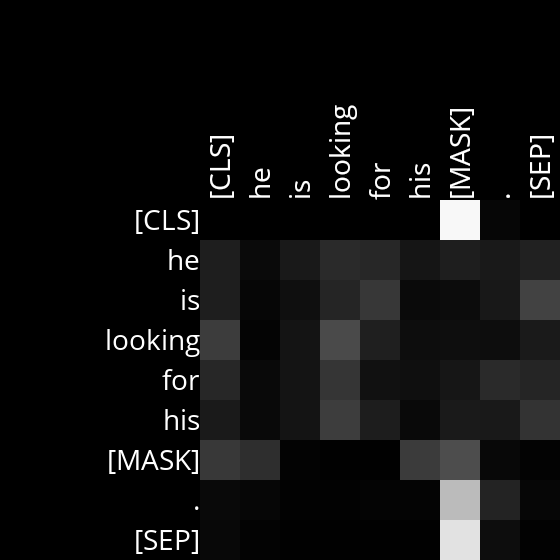 [CLS] he is looking for his [MASK] . [SEP]
[CLS]
he
is
looking
for
his
[MASK]
.
[SEP]